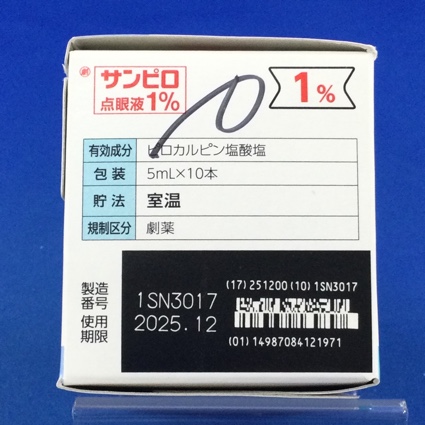 劇
サンピロ
点眼液1%
1%
有効成分 ピロカルピン塩酸塩
包装 5mL×10本
貯法 室温
規制区分 劇薬
製造番号 1SN3017
使用期限 2025.12
(17) 251200 (10) 1SN3017
(01) 14987084121971